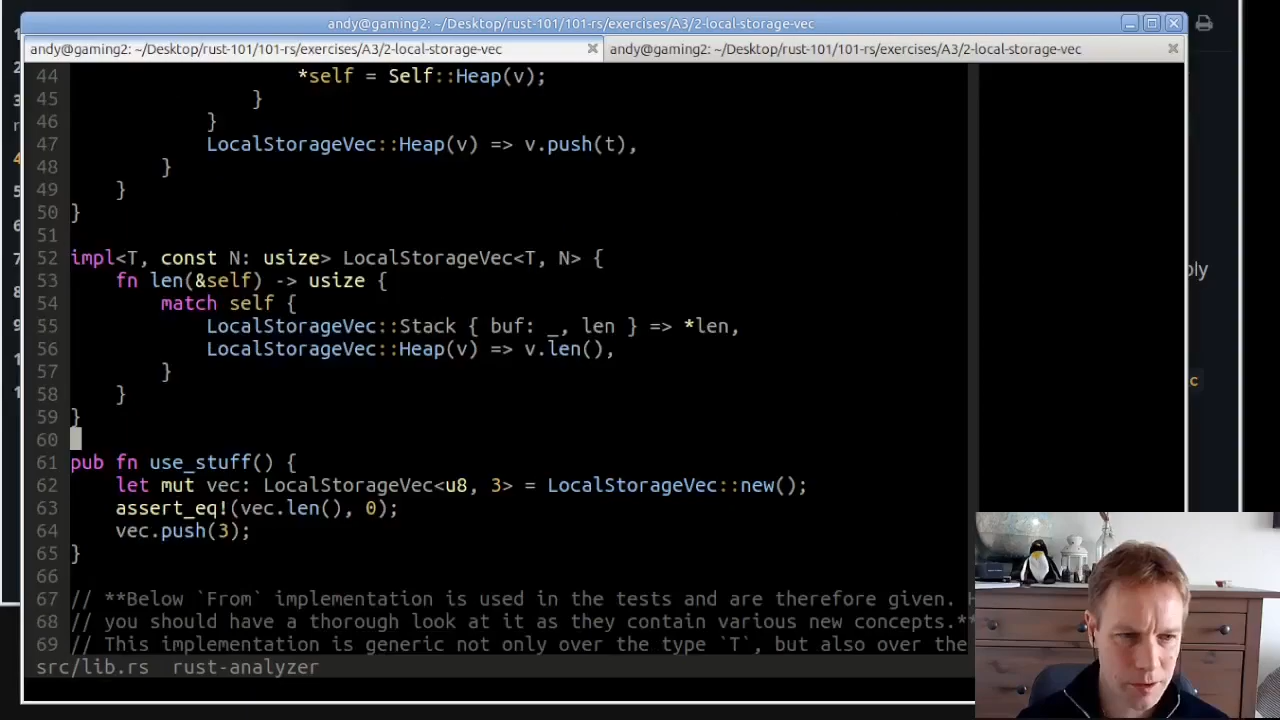 andy@gaming2: ~/Desktop/rust-101/101-rs/exercises/A3/2-local-storage-vec
andy@gaming2: ~/Desktop/rust-101/101-rs/exercises/A3/2-local-storage-vec
andy@gaming2: ~/Desktop/rust-101/101-rs/exercises/A3/2-local-storage-vec
44 *self = Self::Heap(v);
45 }
46 }
47 LocalStorageVec::Heap(v) => v.push(t),
48 }
49 }
50 }
51
52 impl<T, const N: usize> LocalStorageVec<T, N> {
53 fn len(&self) -> usize {
54 match self {
55 LocalStorageVec::Stack { buf: _, len } => *len,
56 LocalStorageVec::Heap(v) => v.len(),
57 }
58 }
59 }
60
61 pub fn use_stuff() {
62 let mut vec: LocalStorageVec<u8, 3> = LocalStorageVec::new();
63 assert_eq!(vec.len(), 0);
64 vec.push(3);
65 }
66
67 // **Below `From` implementation is used in the tests and are therefore given. H
68 // you should have a thorough look at it as they contain various new concepts.**
69 // This implementation is generic not only over the type `T`, but also over the
src/lib.rs rust-analyzer
ply
c